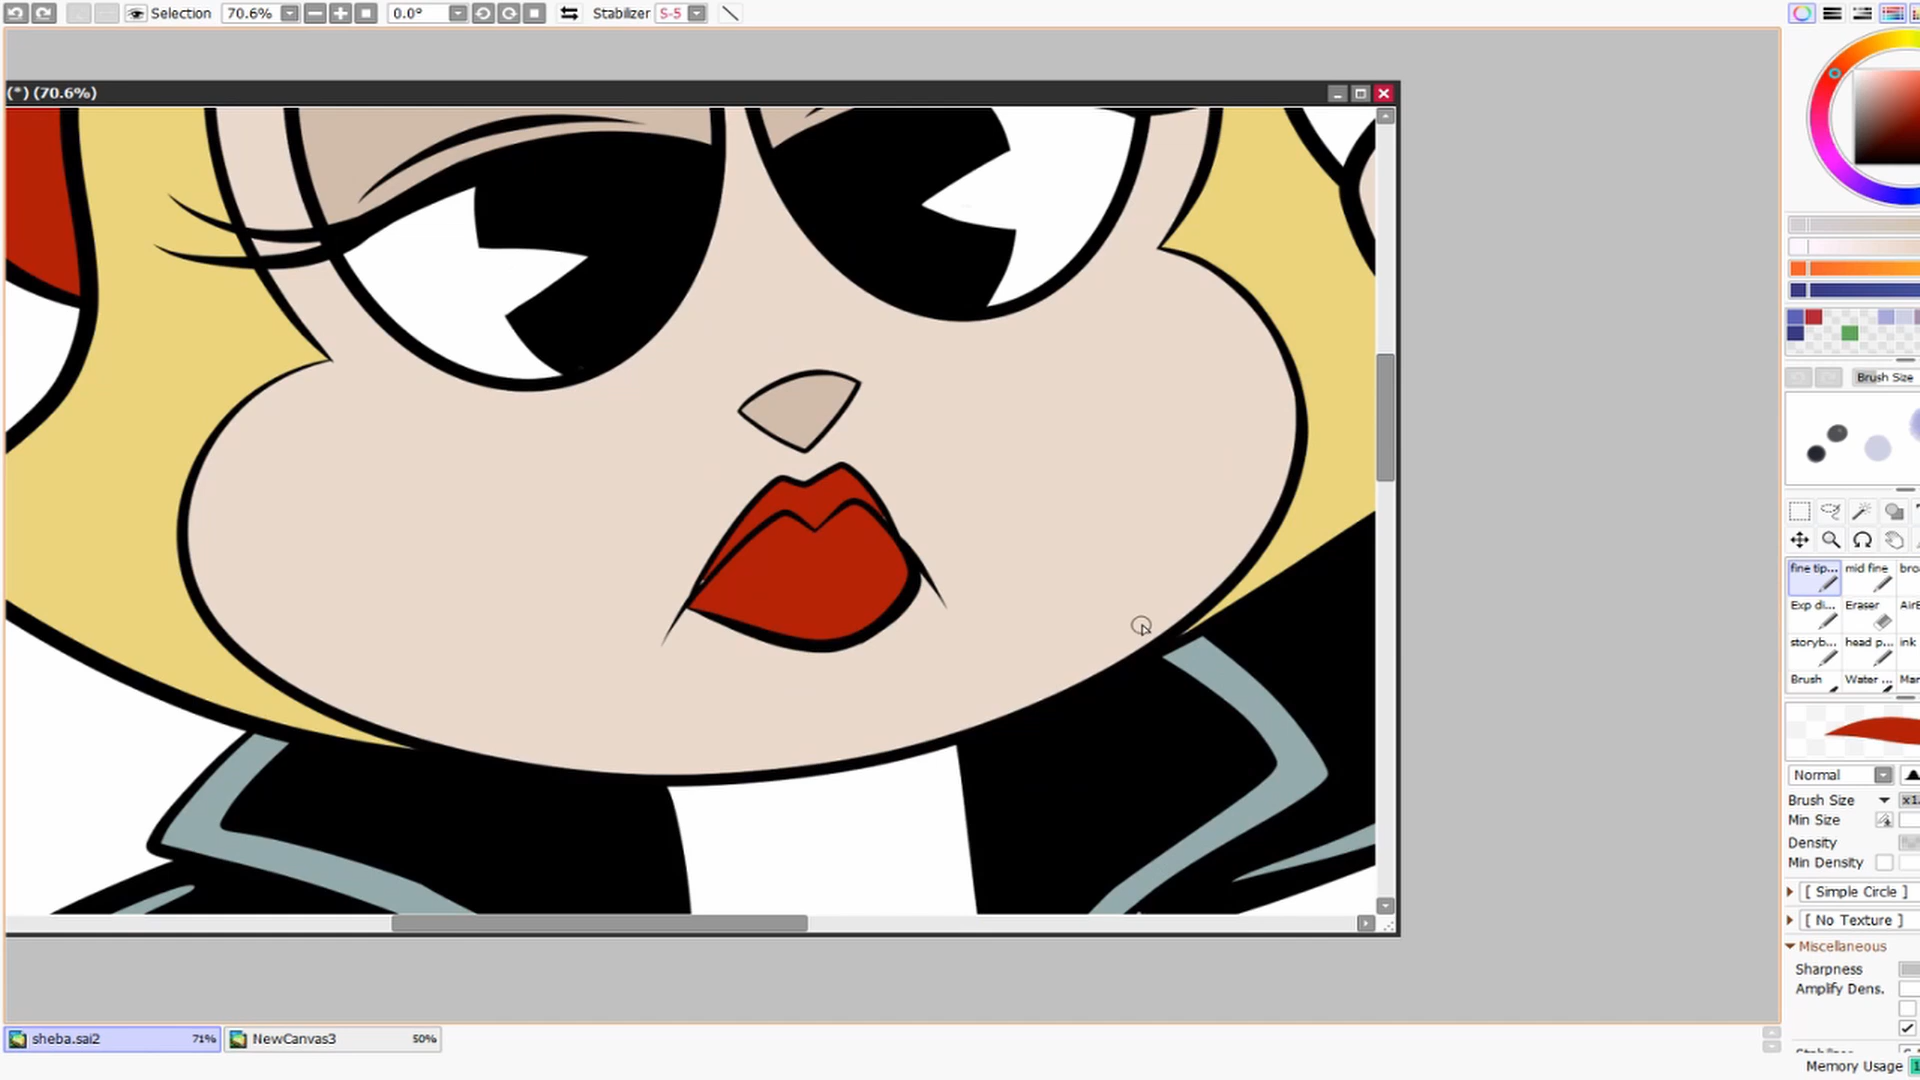 Selection 70.6% 0.0° Stabilizer S-5
(*) (70.6%)
Brush Size
fine tip... mid fine
Exp di... Eraser
storyb... head p... ink
Brush Water ...
Normal
Brush Size
Min Size
Density
Min Density
[ Simple Circle ]
[ No Texture ]
Miscellaneous
Sharpness
Amplify Dens.
sheba.sai2 71% NewCanvas3 50%
Memory Usage